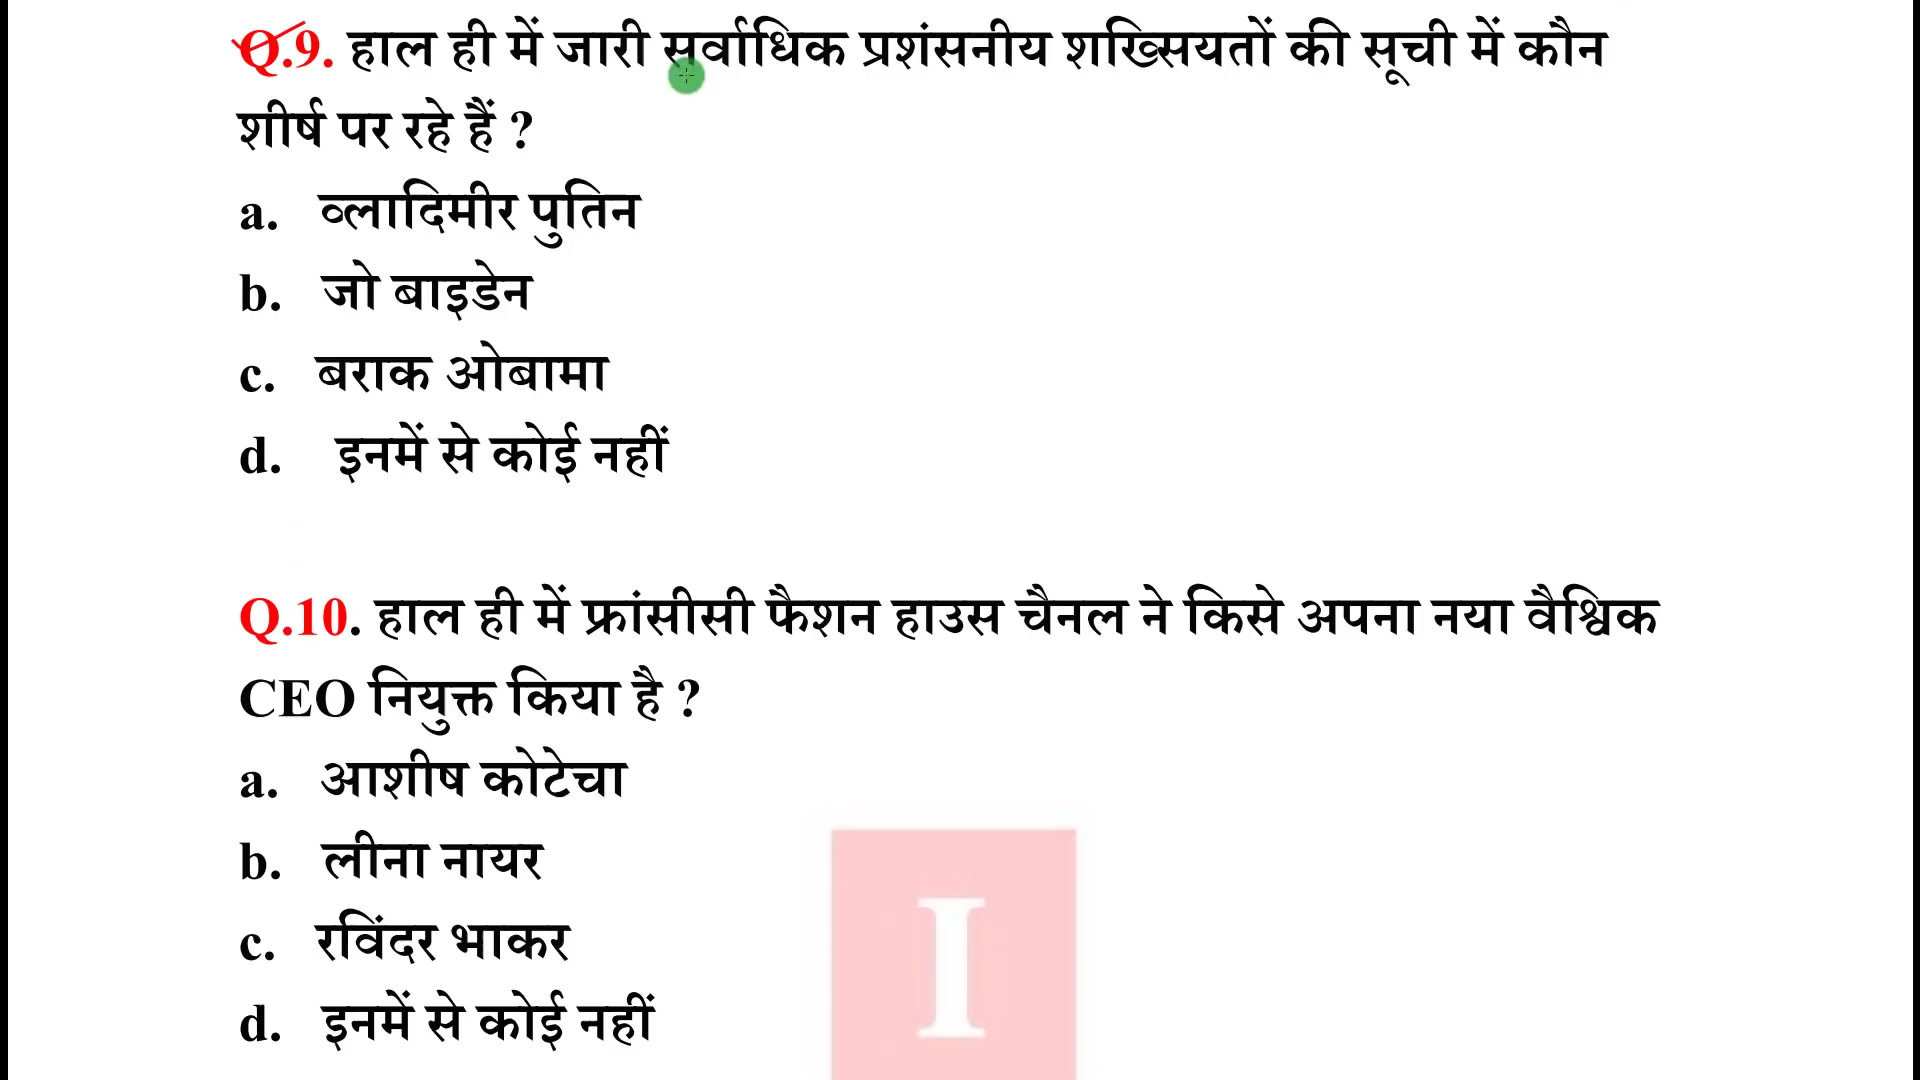 Q.9. हाल ही में जारी सर्वाधिक प्रशंसनीय शख्सियतों की सूची में कौन
शीर्ष पर रहे हैं ?
a. व्लादिमीर पुतिन
b. जो बाइडेन
c. बराक ओबामा
d. इनमें से कोई नहीं
Q.10. हाल ही में फ्रांसीसी फैशन हाउस चैनल ने किसे अपना नया वैश्विक
CEO नियुक्त किया है ?
a. आशीष कोटेचा
b. लीना नायर
c. रविंदर भाकर
d. इनमें से कोई नहीं
I